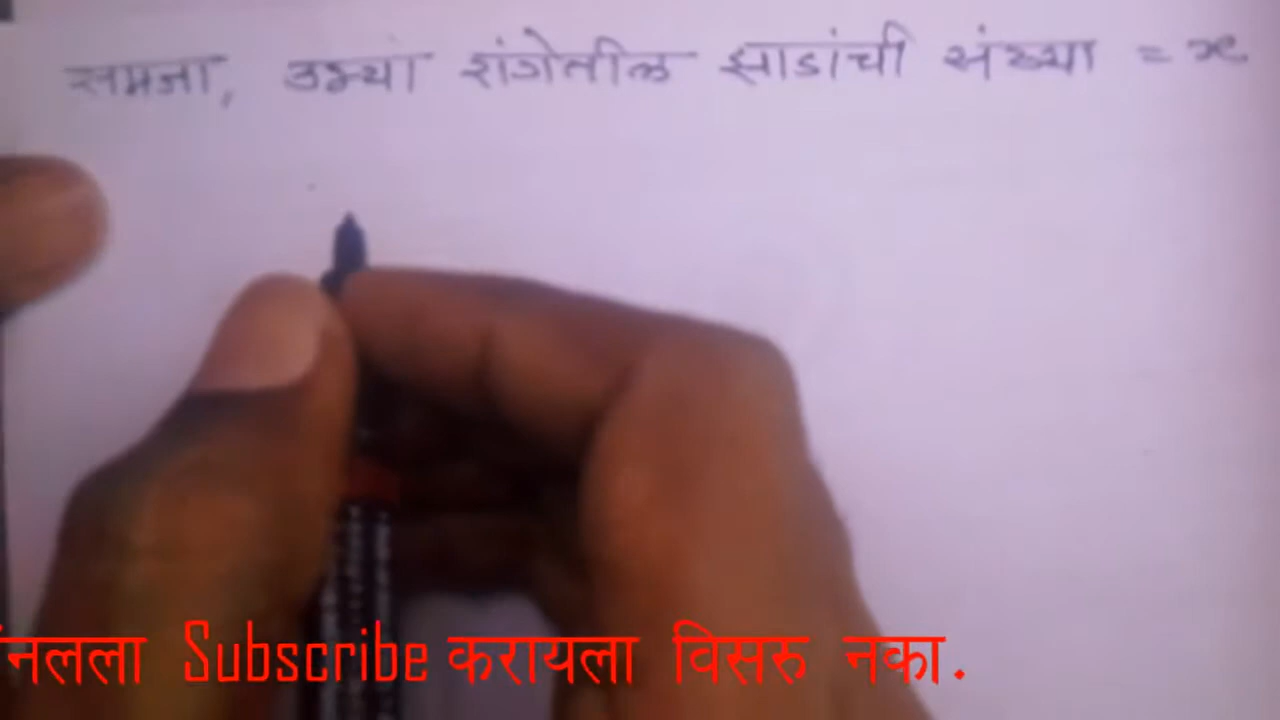 समजा, उभ्या रांगेतील झाडांची संख्या = x
नलला Subscribe करायला विसरु नका.